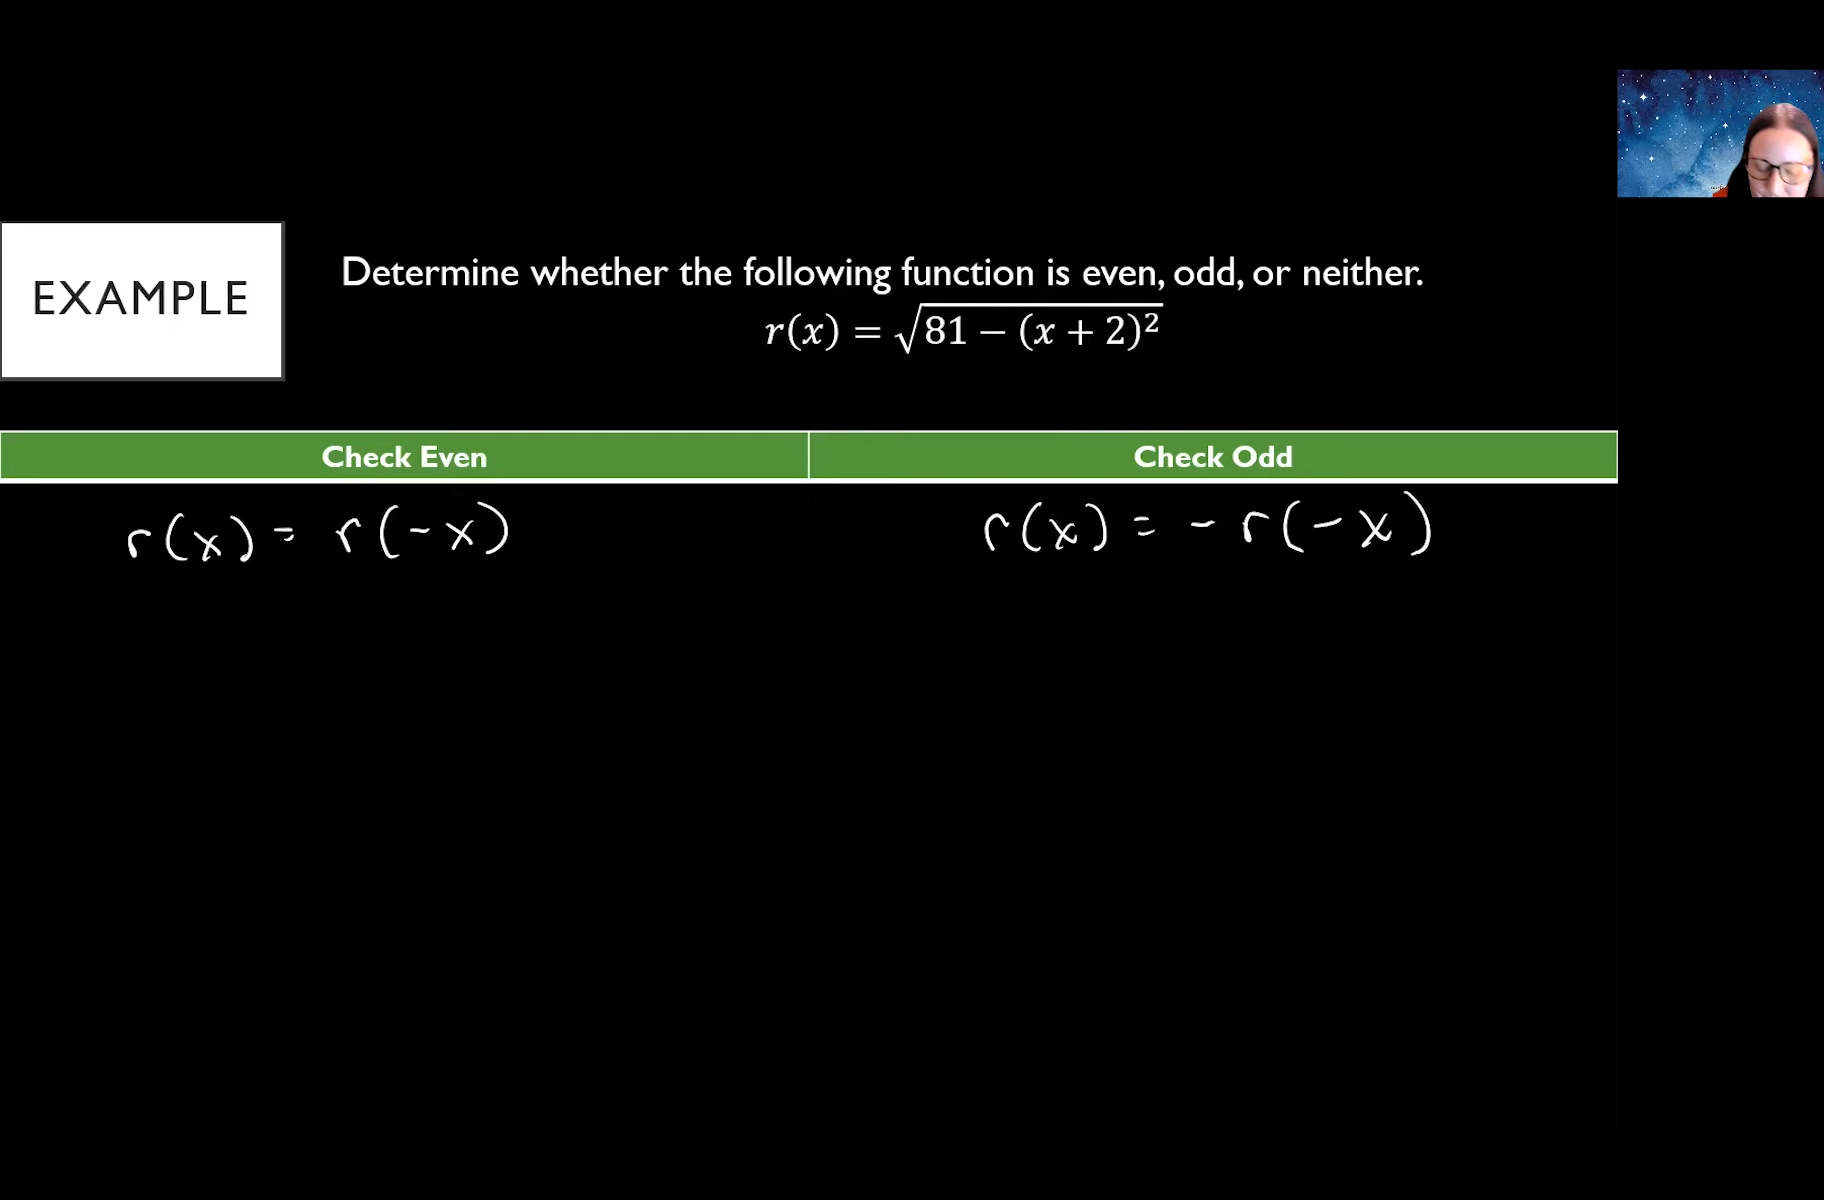 EXAMPLE
Determine whether the following function is even, odd, or neither.
r(x) = √81 − (x + 2)²
Check Even
Check Odd
r(x) = r(-x)
r(x) = - r(-x)